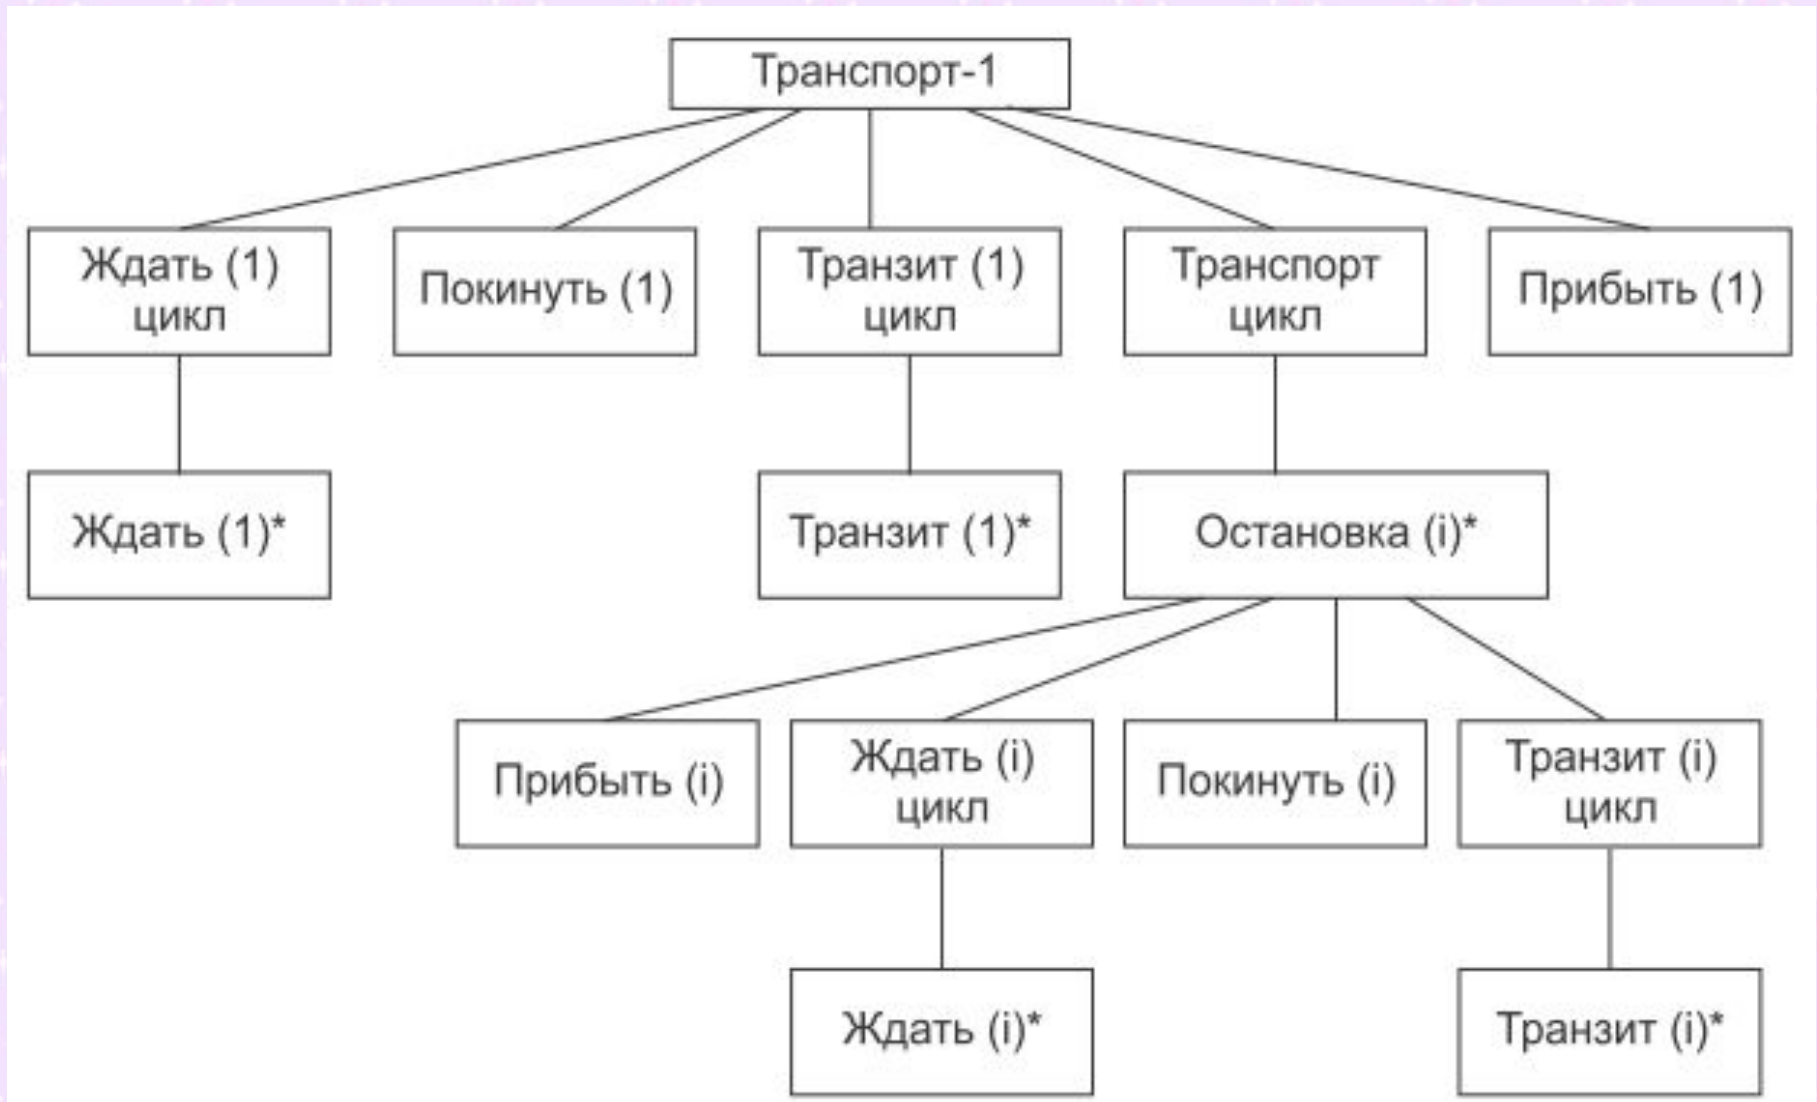 Транспорт-1
Ждать (1)
цикл
Покинуть (1)
Транзит (1)
цикл
Транспорт
цикл
Прибыть (1)
Ждать (1)*
Транзит (1)*
Остановка (i)*
Прибыть (i)
Ждать (i)
цикл
Покинуть (i)
Транзит (i)
цикл
Ждать (i)*
Транзит (i)*